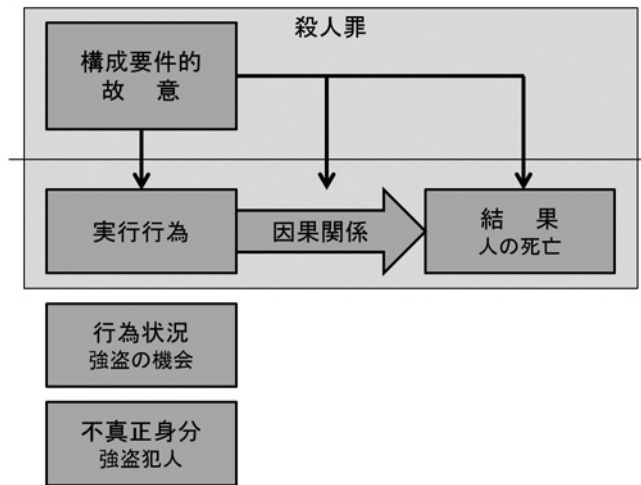 殺人罪
構成要件的
故 意
実行行為
因果関係
結 果
人の死亡
行為状況
強盗の機会
不真正身分
強盗犯人